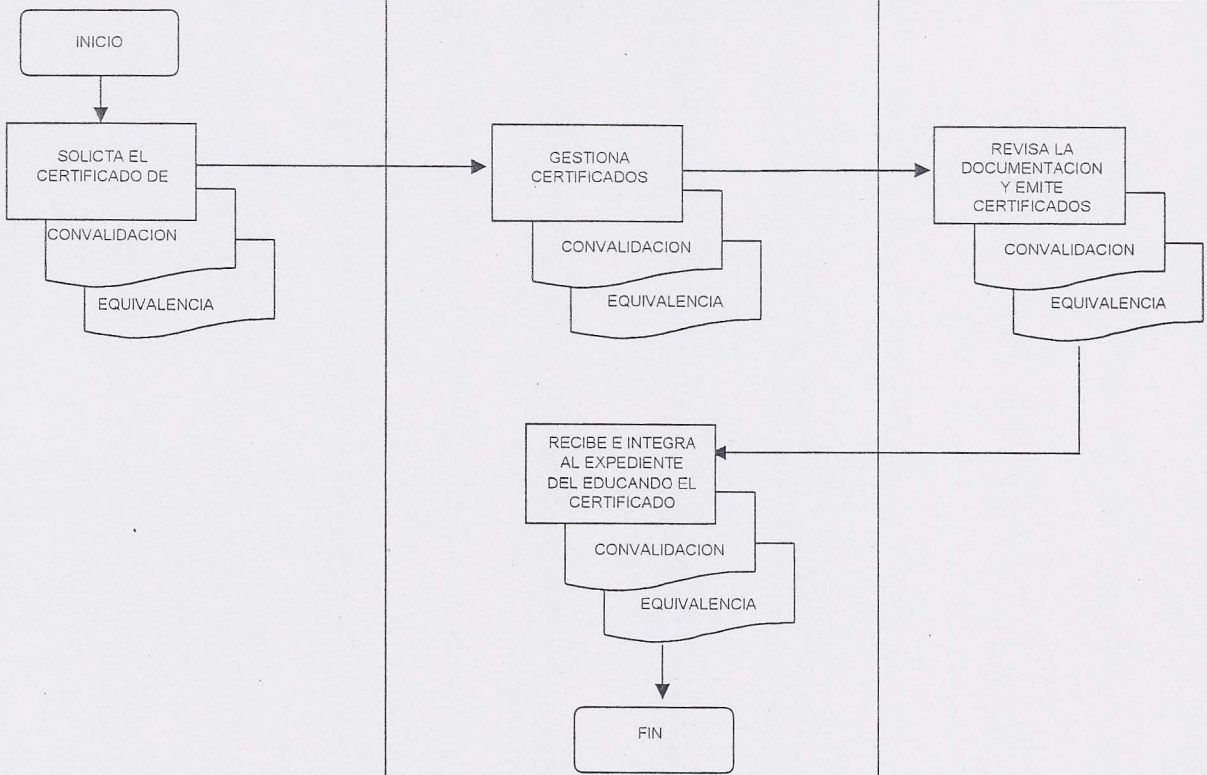 INICIO
SOLICTA EL
CERTIFICADO DE
CONVALIDACION
EQUIVALENCIA
GESTIONA
CERTIFICADOS
CONVALIDACION
EQUIVALENCIA
REVISA LA
DOCUMENTACION
Y EMITE
CERTIFICADOS
CONVALIDACION
EQUIVALENCIA
RECIBE E INTEGRA
AL EXPEDIENTE
DEL EDUCANDO EL
CERTIFICADO
CONVALIDACION
EQUIVALENCIA
FIN